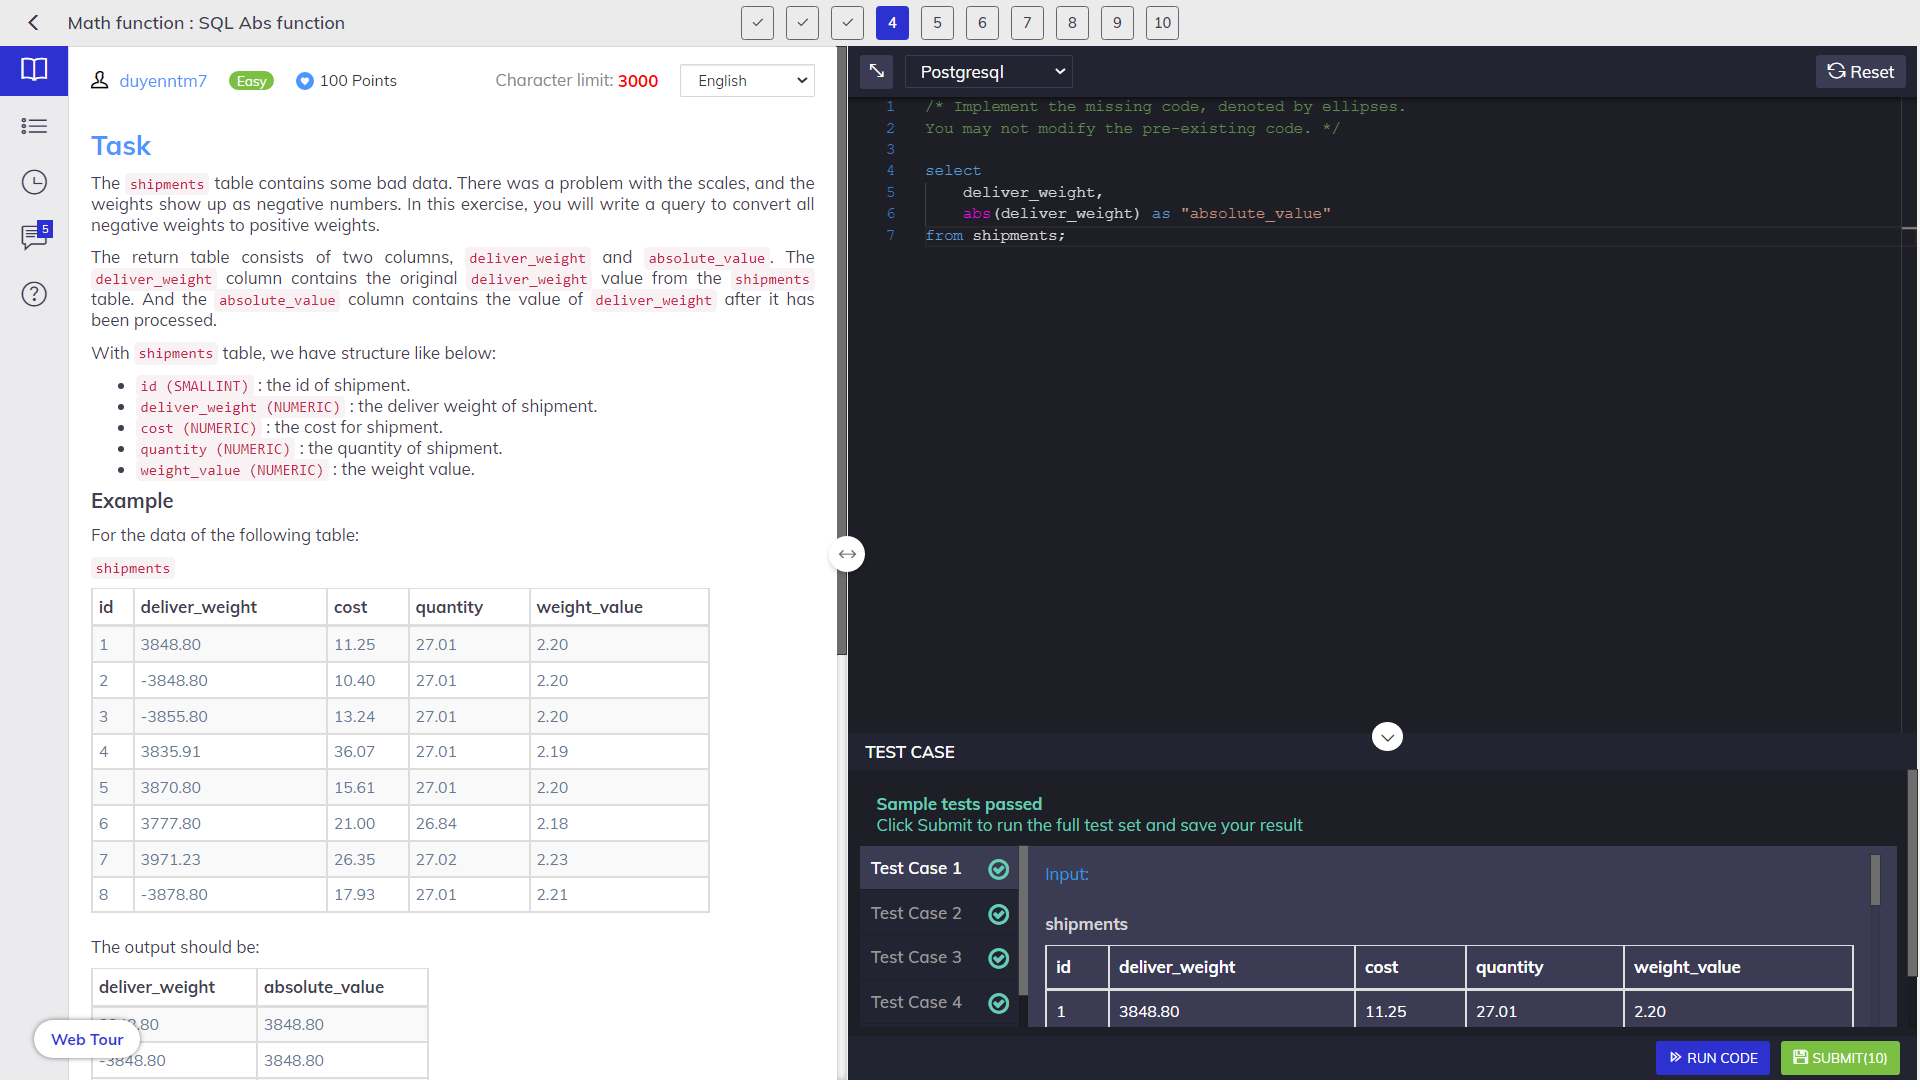 Math function : SQL Abs function
4
5
6
7
8
9
10
duyenntm7
Easy
100 Points
Character limit: 3000
English
5
Task
The shipments table contains some bad data. There was a problem with the scales, and the
weights show up as negative numbers. In this exercise, you will write a query to convert all
negative weights to positive weights.
The return table consists of two columns, deliver_weight and absolute_value. The
deliver_weight column contains the original deliver_weight value from the shipments
table. And the absolute_value column contains the value of deliver_weight after it has
been processed.
With shipments table, we have structure like below:
id (SMALLINT) : the id of shipment.
deliver_weight (NUMERIC) : the deliver weight of shipment.
cost (NUMERIC) : the cost for shipment.
quantity (NUMERIC) : the quantity of shipment.
weight_value (NUMERIC) : the weight value.
Example
For the data of the following table:
shipments
id deliver_weight cost quantity weight_value
1 3848.80 11.25 27.01 2.20
2 -3848.80 10.40 27.01 2.20
3 -3855.80 13.24 27.01 2.20
4 3835.91 36.07 27.01 2.19
5 3870.80 15.61 27.01 2.20
6 3777.80 21.00 26.84 2.18
7 3971.23 26.35 27.02 2.23
8 -3878.80 17.93 27.01 2.21
The output should be:
deliver_weight absolute_value
3848.80
-3848.80 3848.80
Web Tour
Postgresql
Reset
1 /* Implement the missing code, denoted by ellipses.
2 You may not modify the pre-existing code. */
3
4 select
5 deliver_weight,
6 abs(deliver_weight) as "absolute_value"
7 from shipments;
TEST CASE
Sample tests passed
Click Submit to run the full test set and save your result
Test Case 1
Test Case 2
Test Case 3
Test Case 4
Input:
shipments
id deliver_weight cost quantity weight_value
1 3848.80 11.25 27.01 2.20
RUN CODE
SUBMIT(10)